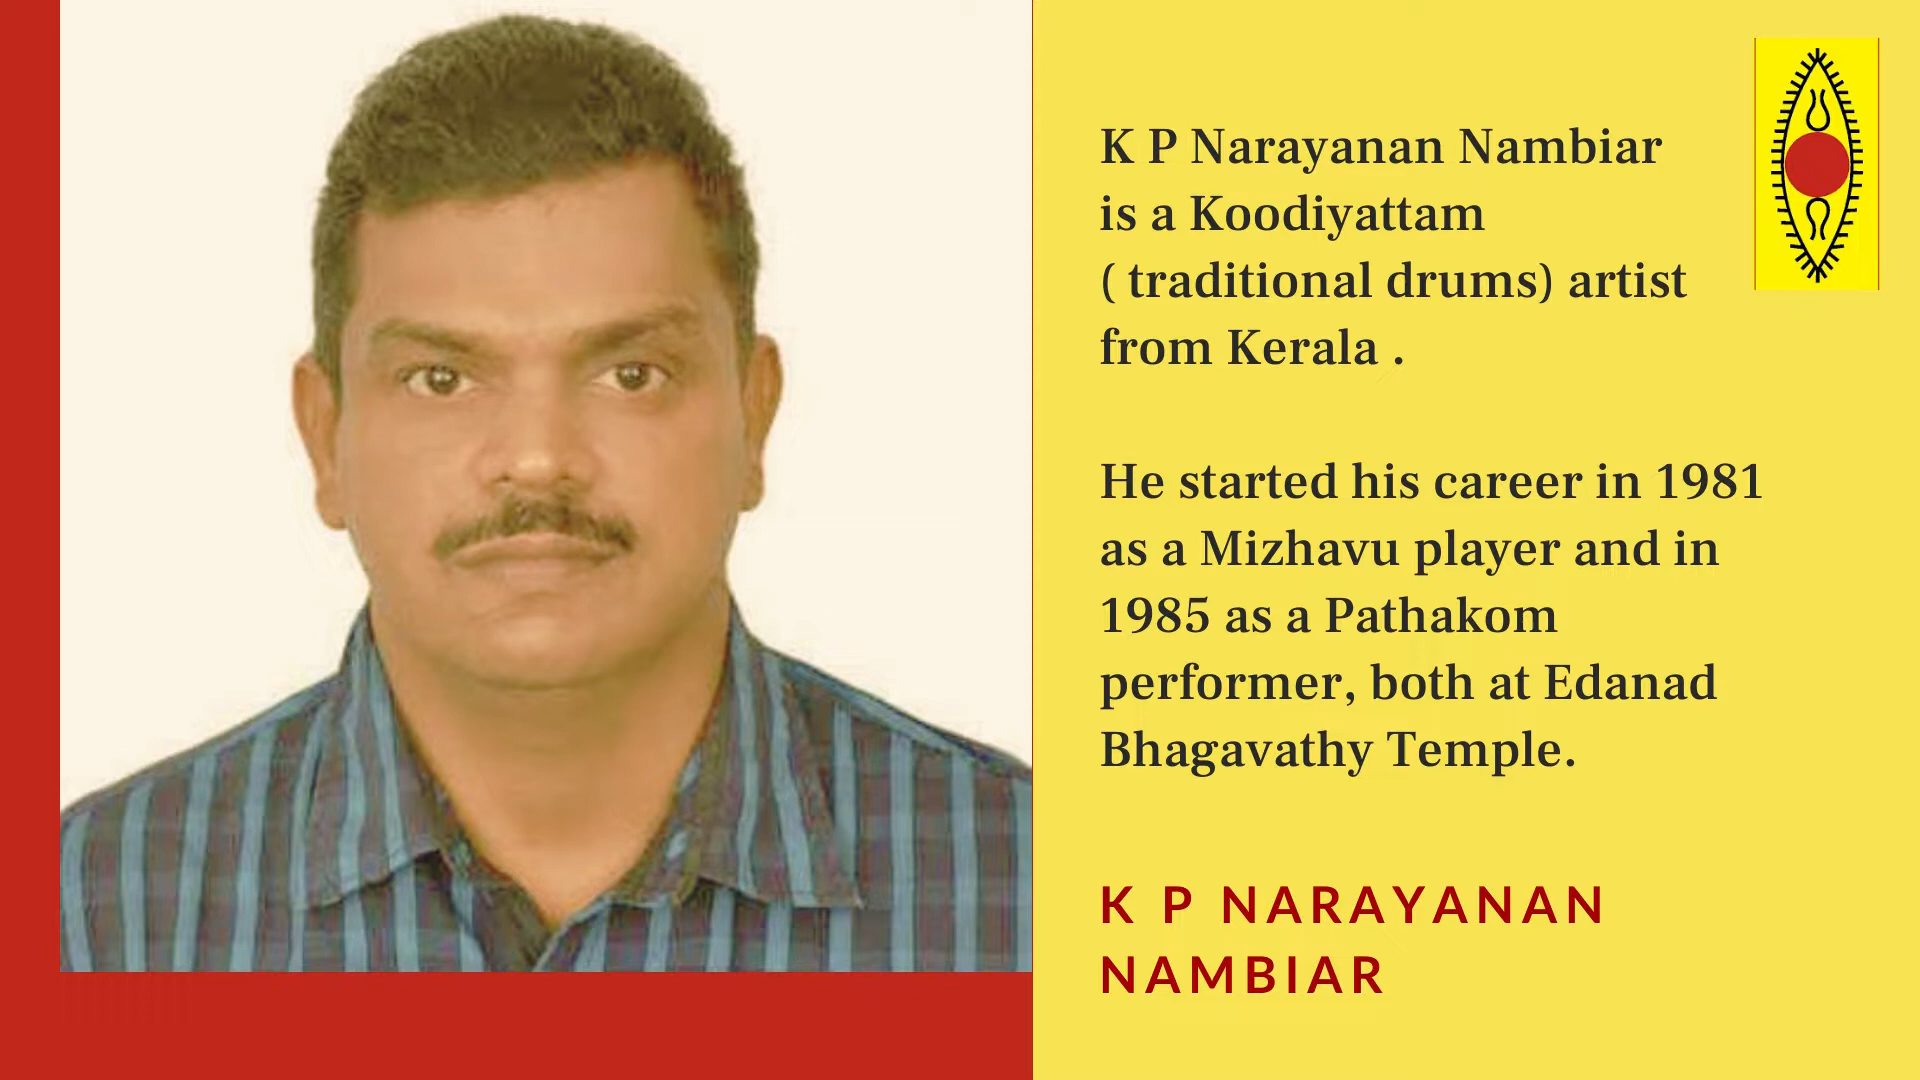 K P Narayanan Nambiar
is a Koodiyattam
( traditional drums) artist
from Kerala .
He started his career in 1981
as a Mizhavu player and in
1985 as a Pathakom
performer, both at Edanad
Bhagavathy Temple.
K P NARAYANAN
NAMBIAR